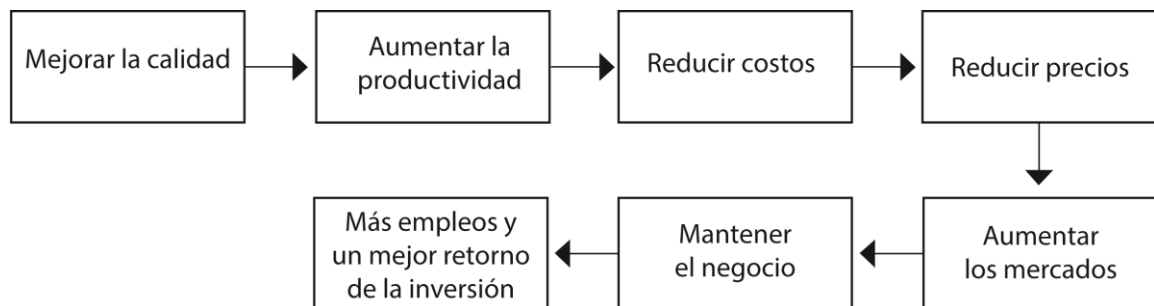 Mejorar la calidad
Aumentar la
productividad
Reducir costos
Reducir precios
Aumentar
los mercados
Mantener
el negocio
Más empleos y
un mejor retorno
de la inversión